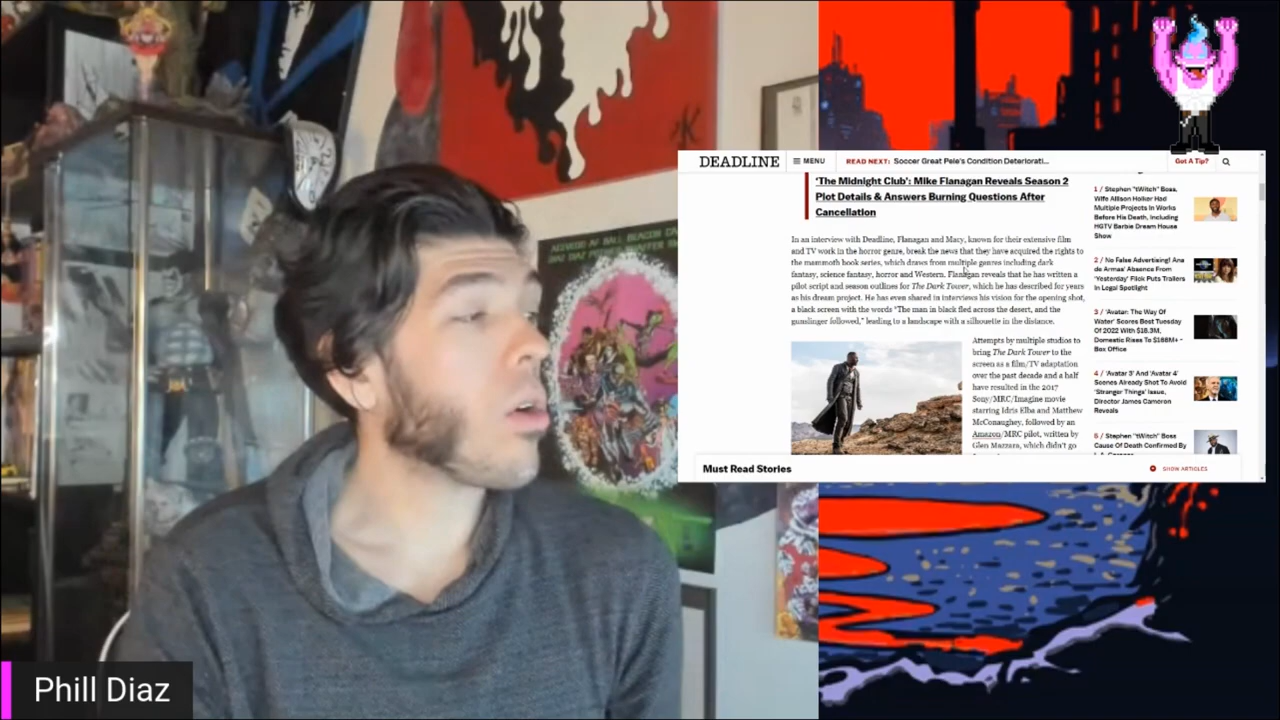 DEADLINE
MENU
READ NEXT: Soccer Great Pele's Condition Deteriorati...
Got A Tip?
'The Midnight Club': Mike Flanagan Reveals Season 2
Plot Details & Answers Burning Questions After
Cancellation
In an interview with Deadline, Flanagan and Macy, known for their extensive film
and TV work in the horror genre, break the news that they have acquired the rights to
the mammoth book series, which draws from multiple genres including dark
fantasy, science fantasy, horror and Western. Flanagan reveals that he has written a
pilot script and season outlines for The Dark Tower, which he has described for years
as his dream project. He has even shared in interviews his vision for the opening shot,
a black screen with the words "The man in black fled across the desert, and the
gunslinger followed," leading to a landscape with a silhouette in the distance.
Attempts by multiple studios to
bring The Dark Tower to the
screen as a film/TV adaptation
over the past decade and a half
have resulted in the 2017
Sony/MRC/Imagine movie
starring Idris Elba and Matthew
McConaughey, followed by an
Amazon/MRC pilot, written by
Glen Mazzara, which didn't go
1 / Stephen "tWitch" Boss,
Wife Allison Holker Had
Multiple Projects In Works
Before His Death, Including
HGTV Barbie Dream House
Show
2 / No False Advertising! Ana
de Armas' Absence From
'Yesterday' Flick Puts Trailers
In Legal Spotlight
3 / 'Avatar: The Way Of
Water' Scores Best Tuesday
Of 2022 With $18.3M,
Domestic Rises To $168M+ –
Box Office
4 / 'Avatar 3' And 'Avatar 4'
Scenes Already Shot To Avoid
'Stranger Things' Issue,
Director James Cameron
Reveals
5 / Stephen "tWitch" Boss
Cause Of Death Confirmed By
Must Read Stories
SHOW ARTICLES
Phill Diaz